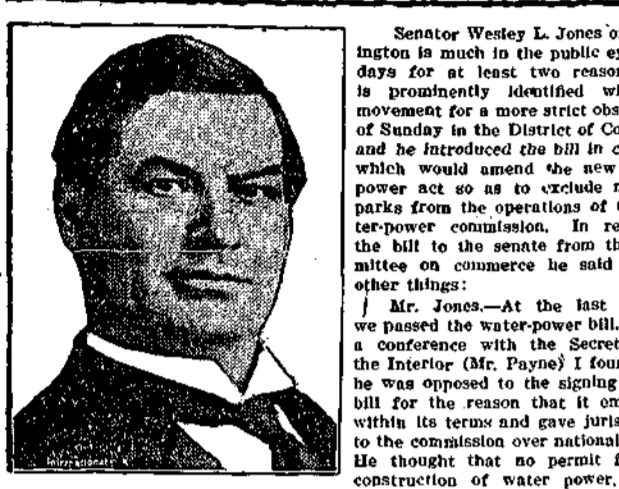 Senator Wesley L. Jones o
ington is much in the public ey
days for at least two reason
is prominently identified w
movement for a more strict obs
of Sunday in the District of Co
and he introduced the bill in c
which would amend the new
power act so as to exclude n
parks from the operations of t
ter-power commission. In re
the bill to the senate from th
mittee on commerce he said
other things:
Mr. Jones.—At the last
we passed the water-power bill.
a conference with the Secret
the Interior (Mr. Payne) I foun
he was opposed to the signing
bill for the reason that it em
within its terms and gave juris
to the commission over national
He thought that no permit f
construction of water power,
International